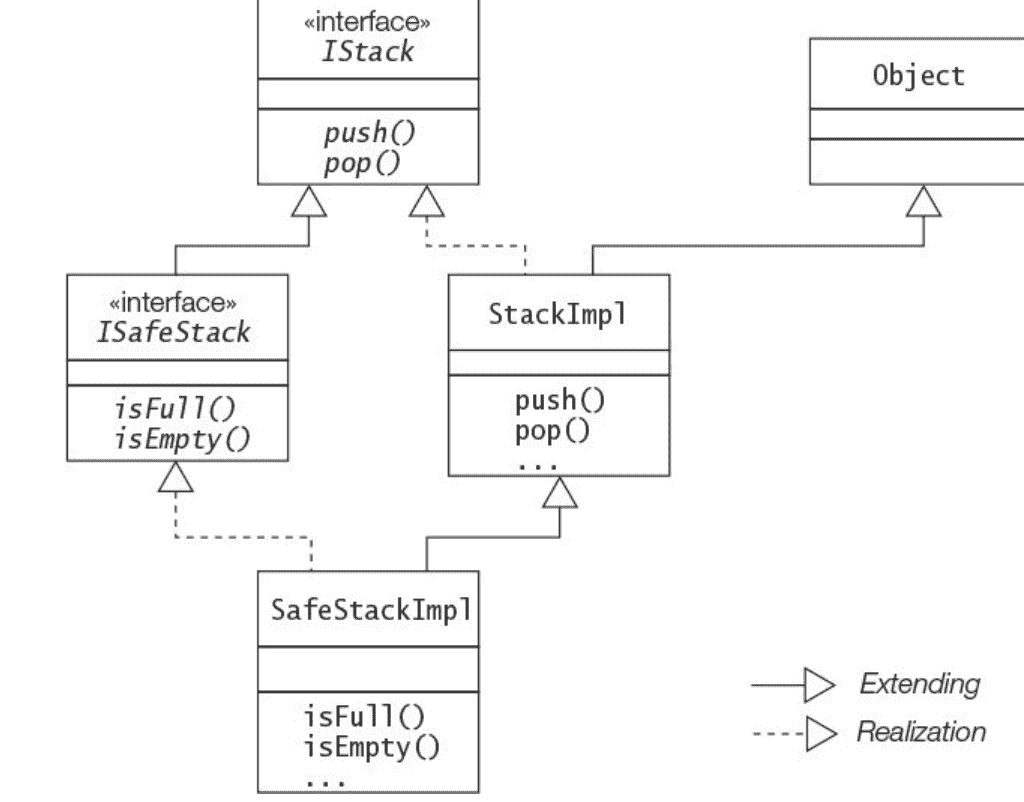 «interface»
IStack
push()
pop()
Object
«interface»
ISafeStack
isFull()
isEmpty()
StackImpl
push()
pop()
...
SafeStackImpl
isFull()
isEmpty()
...
Extending
Realization